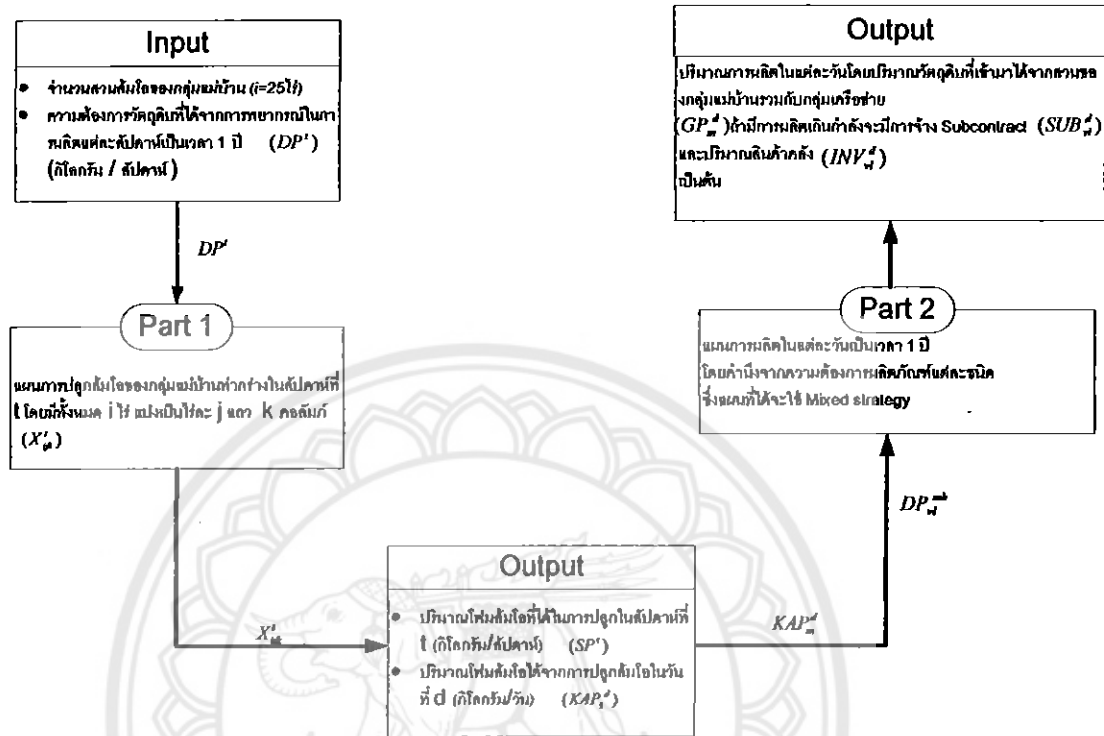 Input
• จำนวนสวนส้มโอของกลุ่มแม่บ้าน (i=25ไร่)
• ความต้องการวัตถุดิบที่ได้จากการพยากรณ์ในกา
รผลิตแต่ละสัปดาห์เป็นเวลา 1 ปี (DP^t)
(กิโลกรัม / สัปดาห์)
DP^t
Part 1
แผนการปลูกส้มโอของกลุ่มแม่บ้านท่ากร่างในสัปดาห์ที่
t โดยมีทั้งหมด i ไร่ แบ่งเป็นไร่ละ j แถว k คอลัมภ์
(X^t)
X^t
Output
• ปริมาณโฟมส้มโอที่ได้ในการปลูกในสัปดาห์ที่
t (กิโลกรัม/สัปดาห์) (SP^t)
• ปริมาณโฟมส้มโอได้จากการปลูกส้มโอในวัน
ที่ d (กิโลกรัม/วัน) (KAP^d)
KAP^d
DP
Part 2
แผนการผลิตในแต่ละวันเป็นเวลา 1 ปี
โดยคำนึงจากความต้องการผลิตภัณฑ์แต่ละชนิด
ซึ่งแผนที่ได้จะใช้ Mixed strategy
Output
ปริมาณการผลิตในแต่ละวันโดยปริมาณวัตถุดิบที่เข้ามาได้จากสวนขอ
งกลุ่มแม่บ้านรวมกับกลุ่มเครือข่าย
(GP^d) ถ้ามีการผลิตเกินกำลังจะมีการจ้าง Subcontract (SUB^d)
และปริมาณสินค้าคลัง (INV^d)
เป็นต้น